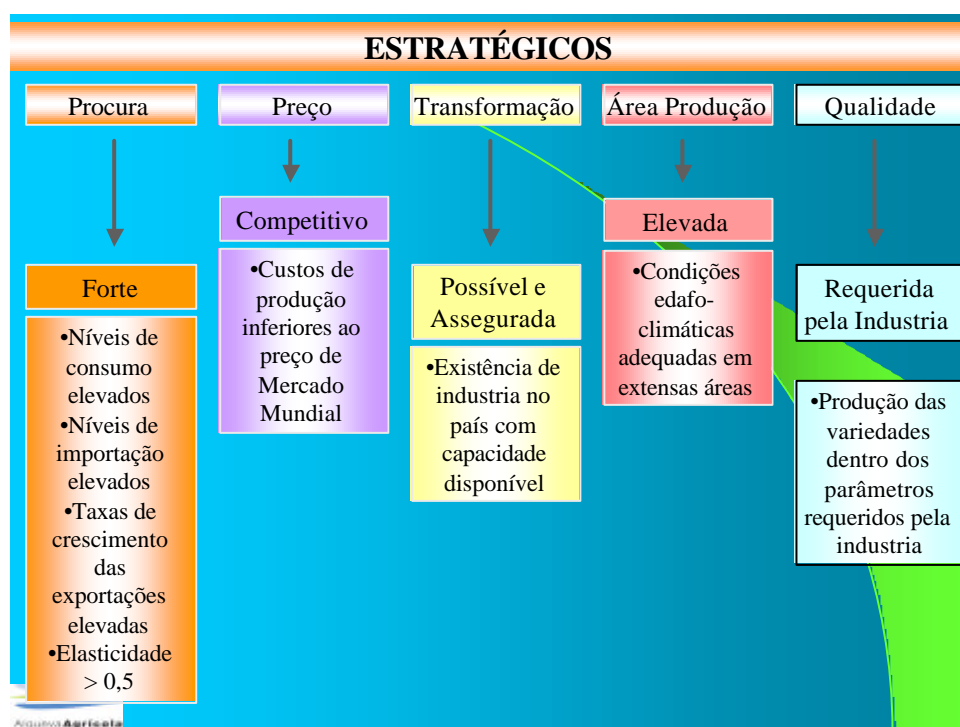 ESTRATÉGICOS
Procura
Preço
Transformação
Área Produção
Qualidade
Competitivo
•Custos de
produção
inferiores ao
preço de
Mercado
Mundial
Elevada
•Condições
edafo-
climáticas
adequadas em
extensas áreas
Forte
•Níveis de
consumo
elevados
•Níveis de
importação
elevados
•Taxas de
crescimento
das
exportações
elevadas
•Elasticidade
> 0,5
Possível e
Assegurada
•Existência de
industria no
país com
capacidade
disponível
Requerida
pela Industria
•Produção das
variedades
dentro dos
parâmetros
requeridos pela
industria
Alqueva Agrícola